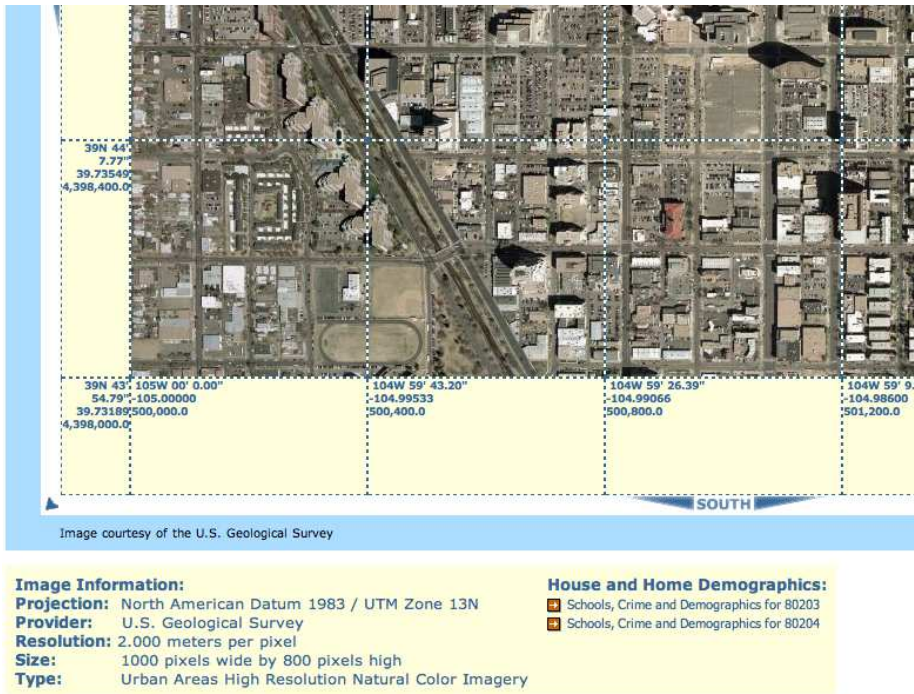 39N 44'
7.77"
39.73549
4,398,400.0
39N 43' 105W 00' 0.00" 104W 59' 43.20" 104W 59' 26.39" 104W 59' 9.
54.79" -105.00000 -104.99533 -104.99066 -104.98600
39.73189 500,000.0 500,400.0 500,800.0 501,200.0
4,398,000.0
SOUTH
Image courtesy of the U.S. Geological Survey
Image Information:
Projection: North American Datum 1983 / UTM Zone 13N
Provider: U.S. Geological Survey
Resolution: 2.000 meters per pixel
Size: 1000 pixels wide by 800 pixels high
Type: Urban Areas High Resolution Natural Color Imagery
House and Home Demographics:
Schools, Crime and Demographics for 80203
Schools, Crime and Demographics for 80204